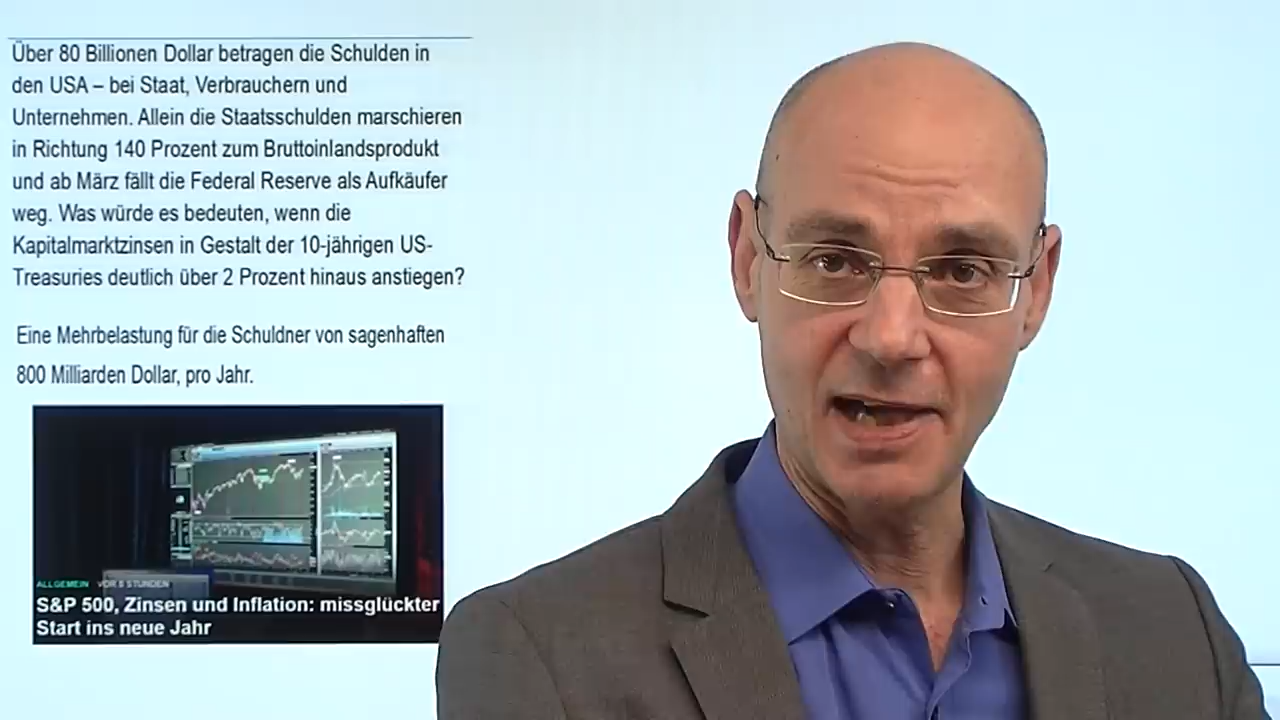 Über 80 Billionen Dollar betragen die Schulden in
den USA – bei Staat, Verbrauchern und
Unternehmen. Allein die Staatsschulden marschieren
in Richtung 140 Prozent zum Bruttoinlandsprodukt
und ab März fällt die Federal Reserve als Aufkäufer
weg. Was würde es bedeuten, wenn die
Kapitalmarktzinsen in Gestalt der 10-jährigen US-
Treasuries deutlich über 2 Prozent hinaus anstiegen?
Eine Mehrbelastung für die Schuldner von sagenhaften
800 Milliarden Dollar, pro Jahr.
ALLGEMEIN VOR 8 STUNDEN
S&P 500, Zinsen und Inflation: missglückter
Start ins neue Jahr